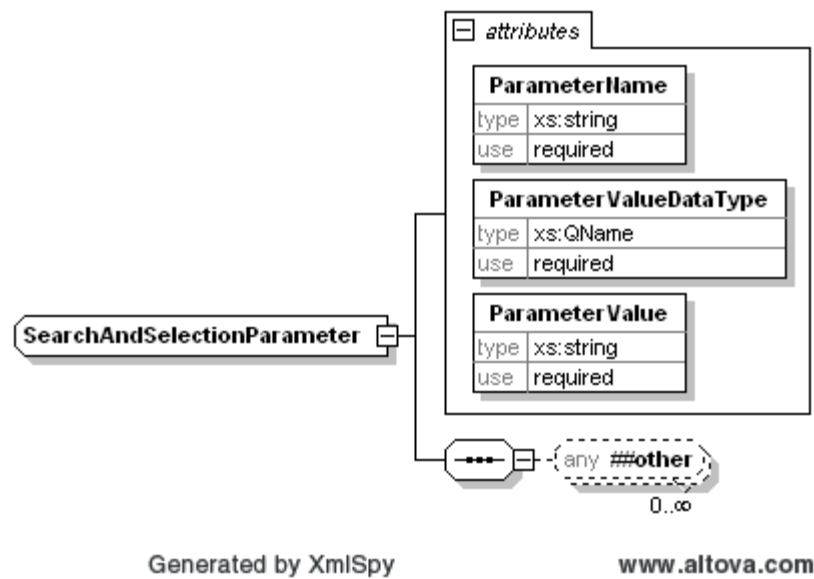 attributes
ParameterName
type xs:string
use required
ParameterValueDataType
type xs:QName
use required
ParameterValue
type xs:string
use required
SearchAndSelectionParameter
any ##other
0..∞
Generated by XmlSpy www.altova.com